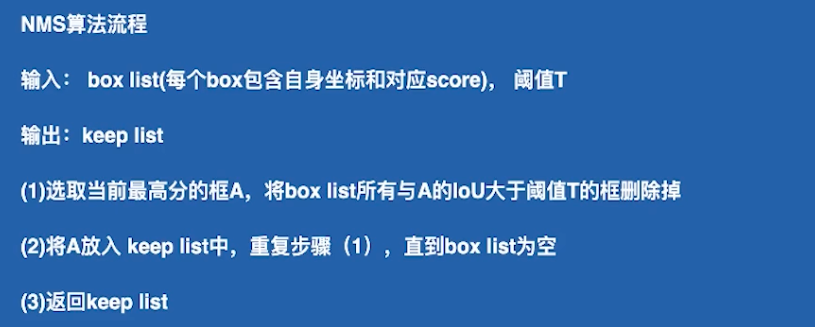 NMS算法流程
输入： box list(每个box包含自身坐标和对应score)， 阈值T
输出：keep list
(1)选取当前最高分的框A，将box list所有与A的IoU大于阈值T的框删除掉
(2)将A放入 keep list中，重复步骤（1），直到box list为空
(3)返回keep list